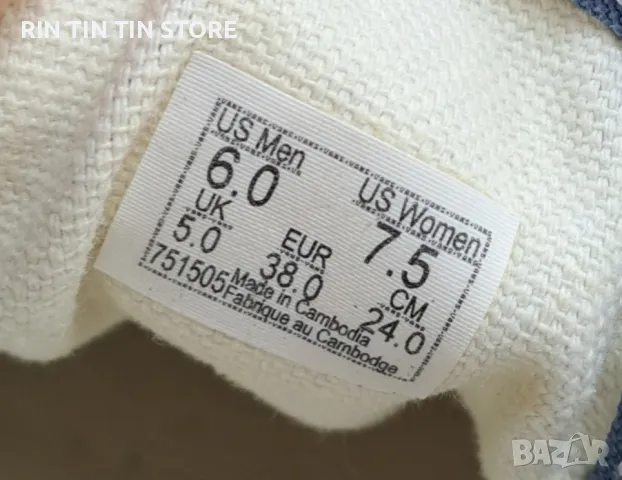 RIN TIN TIN STORE
US Men
6.0
US Women
7.5
UK
5.0
EUR
38.0
CM
24.0
751505
Made in Cambodia
Fabrique au Cambodge
BAZAR